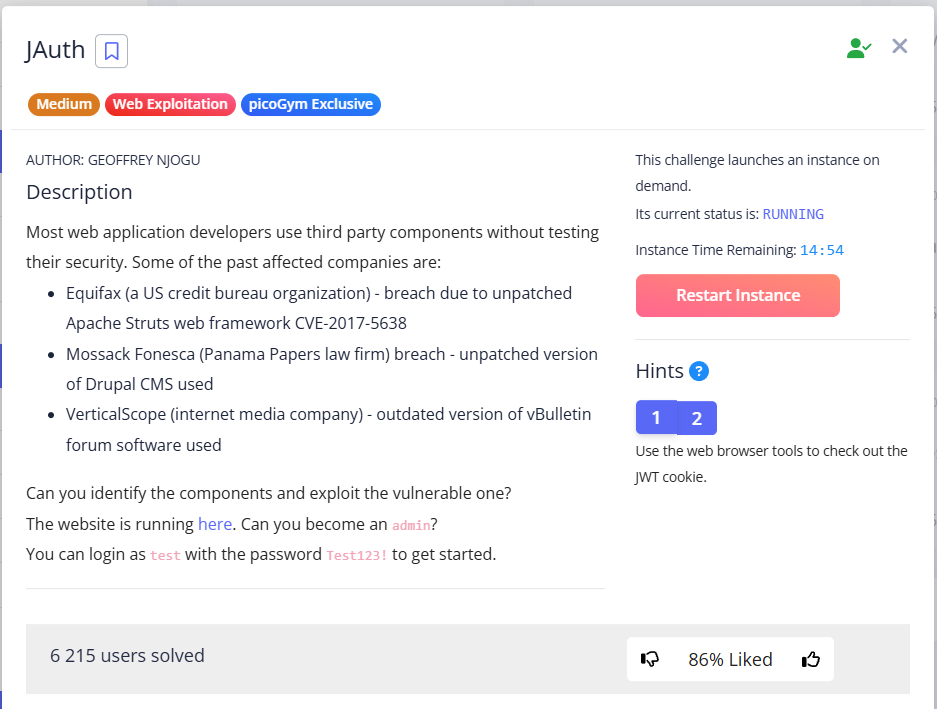 JAuth
Medium Web Exploitation picoGym Exclusive
AUTHOR: GEOFFREY NJOGU
Description
Most web application developers use third party components without testing
their security. Some of the past affected companies are:
• Equifax (a US credit bureau organization) - breach due to unpatched
Apache Struts web framework CVE-2017-5638
• Mossack Fonesca (Panama Papers law firm) breach - unpatched version
of Drupal CMS used
• VerticalScope (internet media company) - outdated version of vBulletin
forum software used
Can you identify the components and exploit the vulnerable one?
The website is running here. Can you become an admin?
You can login as test with the password Test123! to get started.
This challenge launches an instance on
demand.
Its current status is: RUNNING
Instance Time Remaining: 14:54
Restart Instance
Hints ?
1 2
Use the web browser tools to check out the
JWT cookie.
6 215 users solved
86% Liked